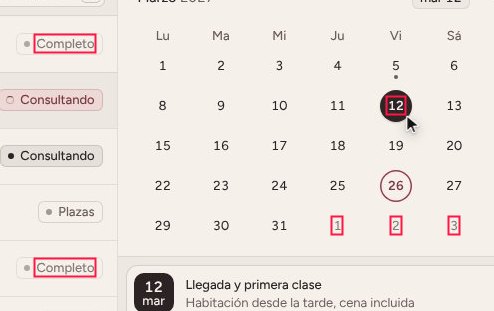 Marzo 2027
mar 12
Completo
Consultando
Consultando
Plazas
Completo
Lu Ma Mi Ju Vi Sá
1 2 3 4 5 6
8 9 10 11 12 13
15 16 17 18 19 20
22 23 24 25 26 27
29 30 31 1 2 3
12
mar
Llegada y primera clase
Habitación desde la tarde, cena incluida